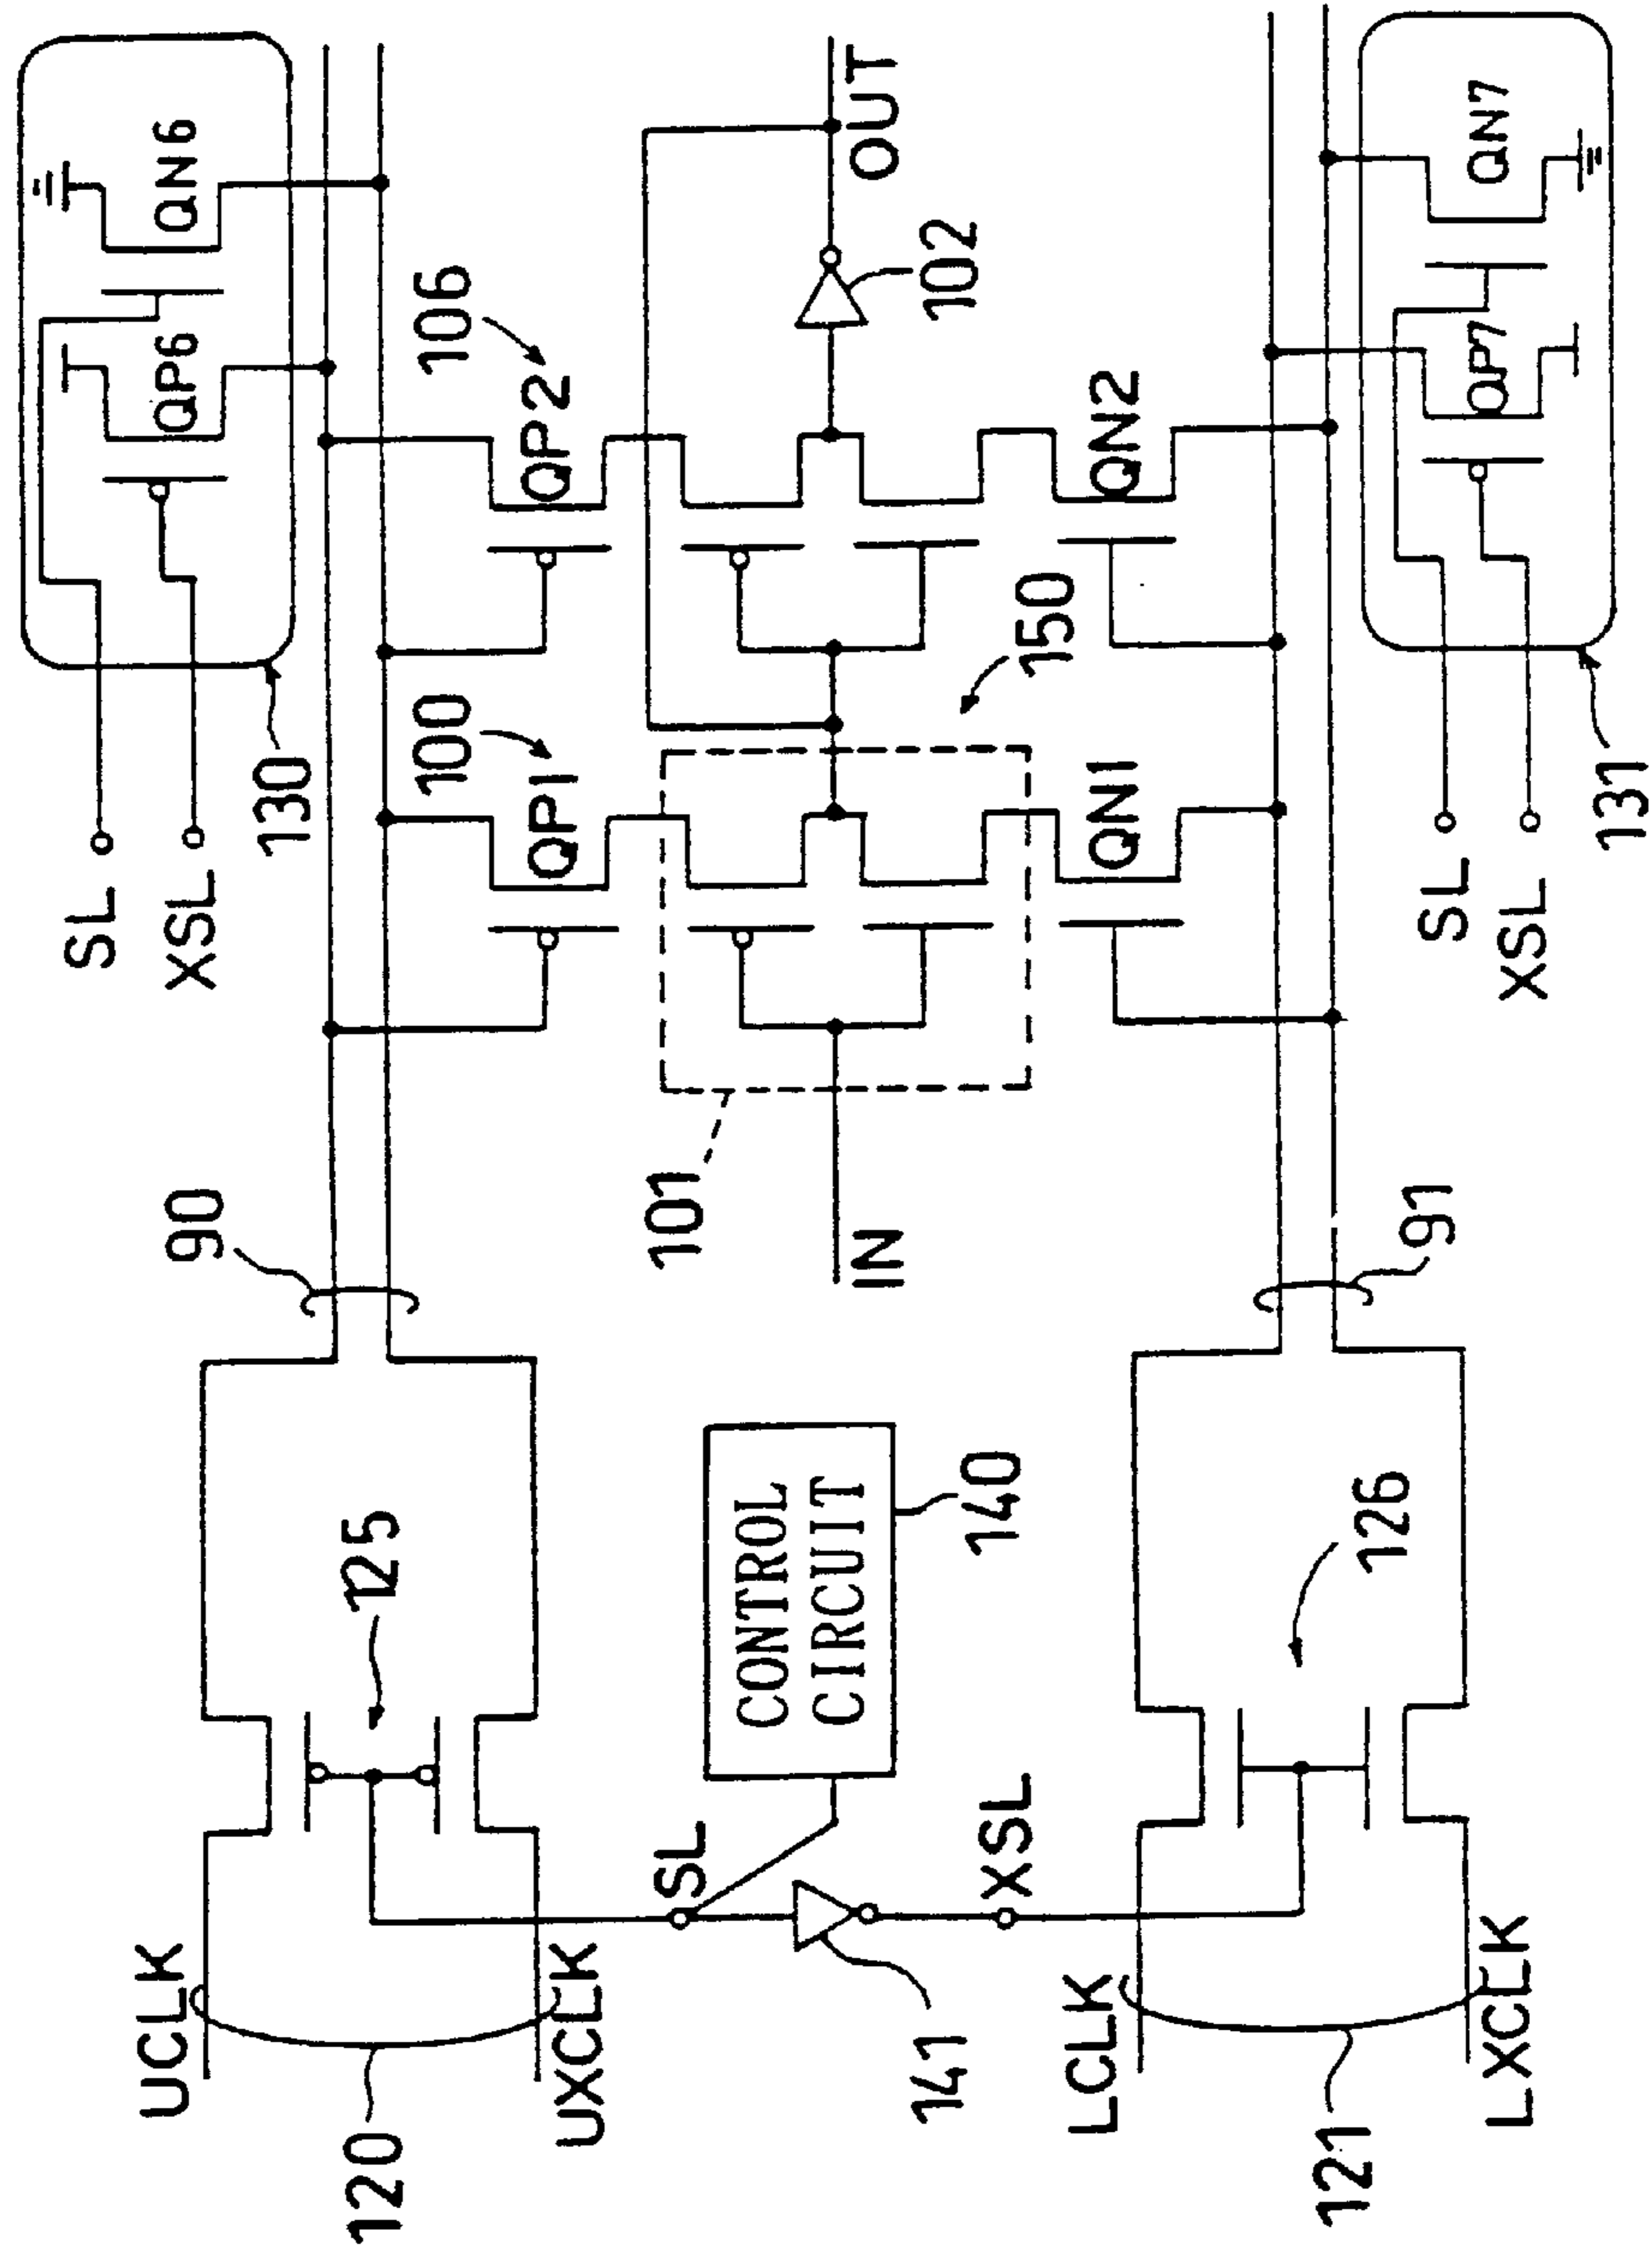 SL
XSL
130
QP6
QN6
90
UCLK
120
UXCLK
125
100
QP1
106
QP2
101
IN
150
102
OUT
SL
CONTROL
CIRCUIT
140
141
XSL
QN1
QN2
91
LCLK
121
LXCLK
126
SL
XSL
131
QP7
QN7